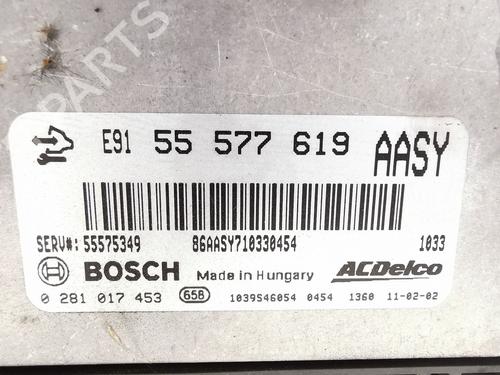 PARTS
E91 55 577 619 AASY
SERV#: 55575349 86AASY710330454 1033
BOSCH Made in Hungary ACDelco
0 281 017 453 658 1039S46054 0454 1360 11-02-02